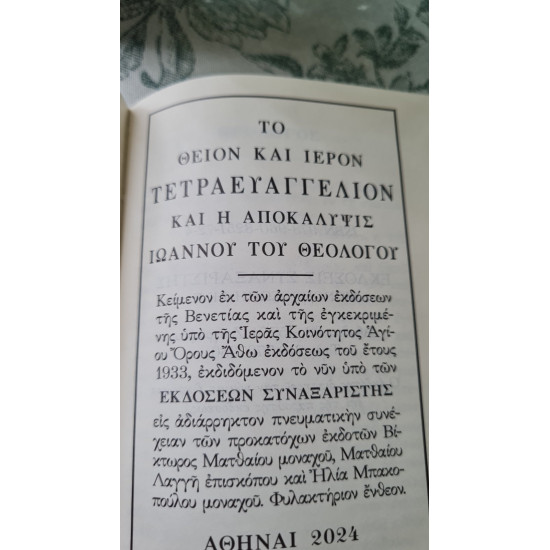 ΤΟ
ΘΕΙΟΝ ΚΑΙ ΙΕΡΟΝ
ΤΕΤΡΑΕΥΑΓΓΕΛΙΟΝ
ΚΑΙ Η ΑΠΟΚΑΛΥΨΙΣ
ΙΩΑΝΝΟΥ ΤΟΥ ΘΕΟΛΟΓΟΥ
Κείμενον ἐκ τῶν ἀρχαίων ἐκδόσεων
τῆς Βενετίας καὶ τῆς ἐγκεκριμέ-
νης ὑπὸ τῆς Ἱερᾶς Κοινότητος Ἁγί-
ου Ὄρους Ἄθω ἐκδόσεως τοῦ ἔτους
1933, ἐκδιδόμενον τὸ νῦν ὑπὸ τῶν
ΕΚΔΟΣΕΩΝ ΣΥΝΑΞΑΡΙΣΤΗΣ
εἰς ἀδιάρρηκτον πνευματικὴν συνέ-
χειαν τῶν προκατόχων ἐκδοτῶν Βί-
κτωρος Ματθαίου μοναχοῦ, Ματθαίου
Λαγγῆ ἐπισκόπου καὶ Ἠλία Μπακο-
πούλου μοναχοῦ. Φυλακτήριον ἔνθεον.
ΑΘΗΝΑΙ 2024